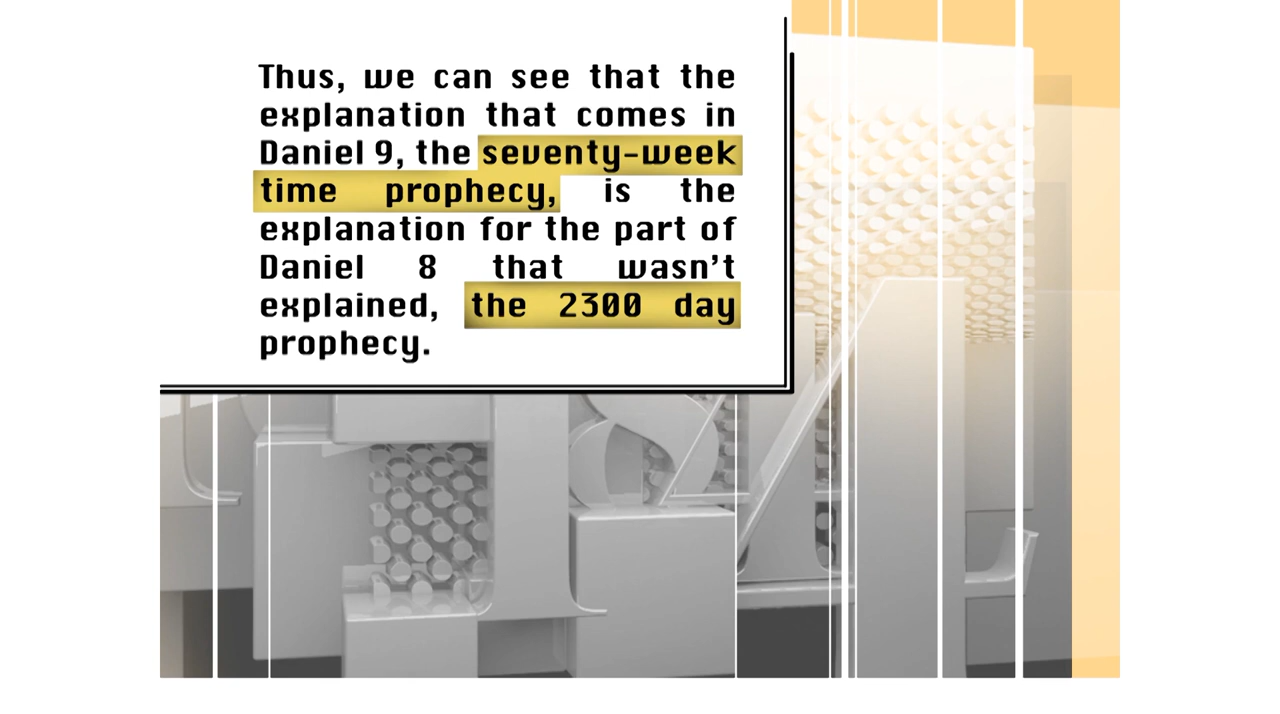 Thus, we can see that the
explanation that comes in
Daniel 9, the seventy-week
time prophecy, is the
explanation for the part of
Daniel 8 that wasn't
explained, the 2300 day
prophecy.